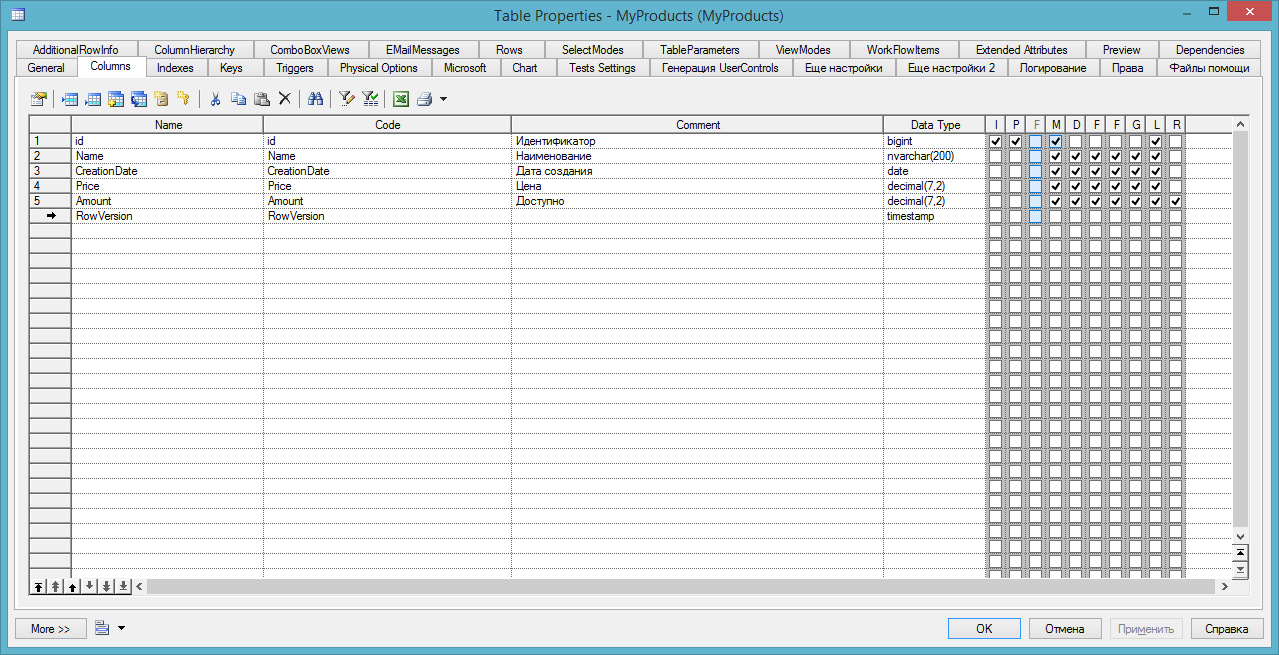 Table Properties - MyProducts (MyProducts)
AdditionalRowInfo ColumnHierarchy ComboBoxViews EMailMessages Rows SelectModes TableParameters ViewModes WorkFlowItems Extended Attributes Preview Dependencies
General Columns Indexes Keys Triggers Physical Options Microsoft Chart Tests Settings Генерация UserControls Еще настройки Еще настройки 2 Логирование Права Файлы помощи
Name Code Comment Data Type I P F M D F F G L R
1 id id Идентификатор bigint
2 Name Name Наименование nvarchar(200)
3 CreationDate CreationDate Дата создания date
4 Price Price Цена decimal(7,2)
5 Amount Amount Доступно decimal(7,2)
RowVersion RowVersion timestamp
More >> OK Отмена Применить Справка